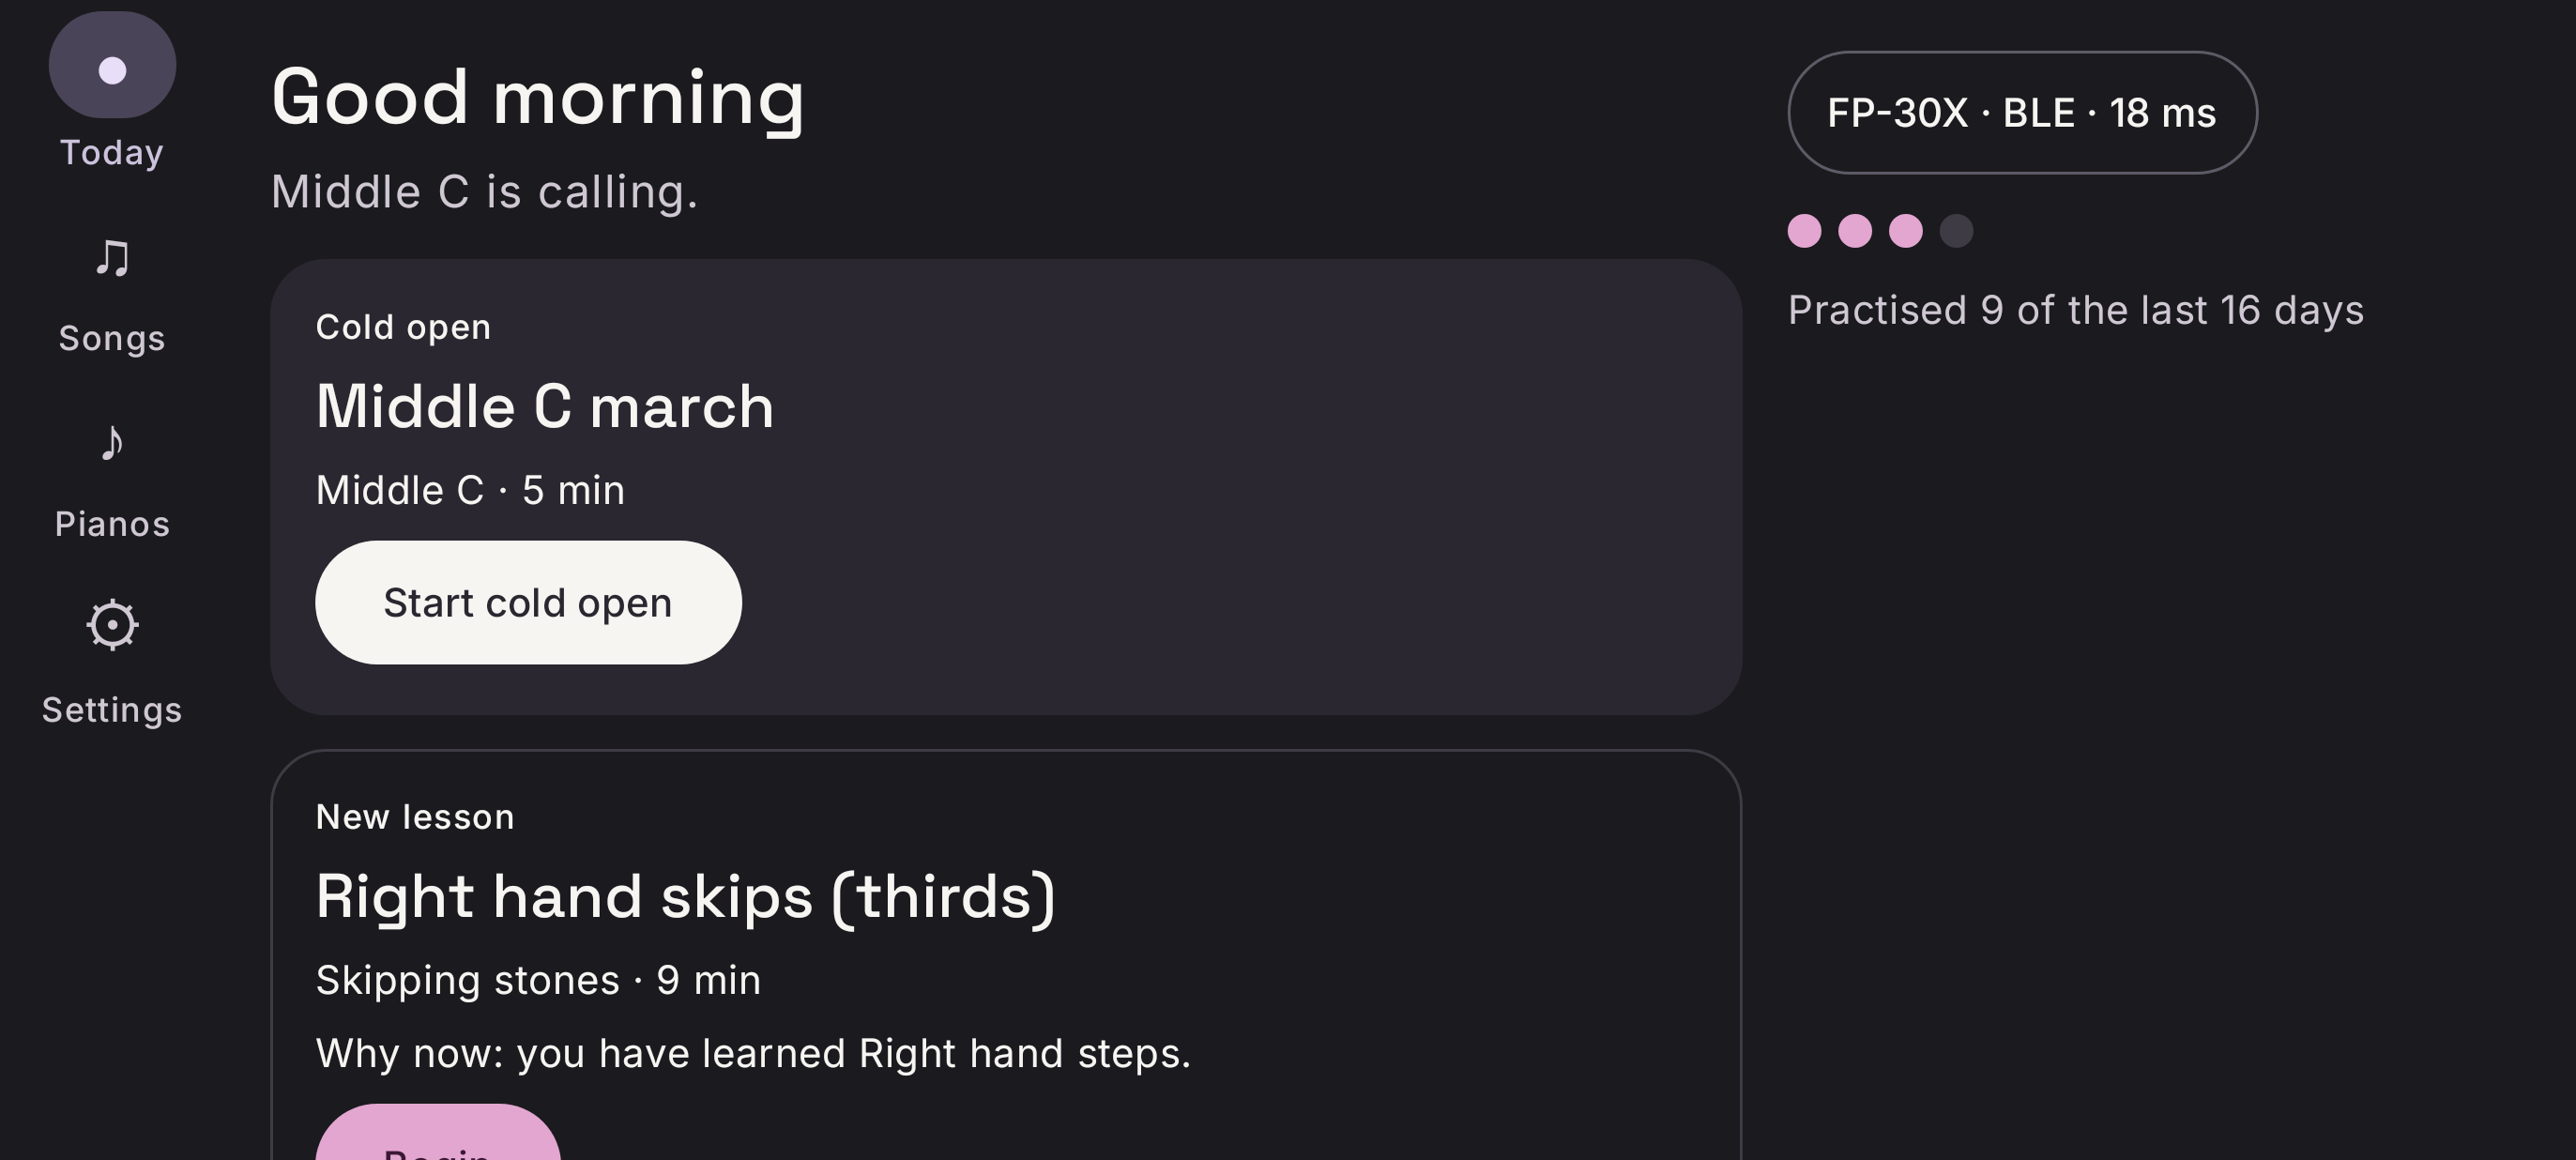 Today
Songs
Pianos
Settings
Good morning
Middle C is calling.
Cold open
Middle C march
Middle C · 5 min
Start cold open
New lesson
Right hand skips (thirds)
Skipping stones · 9 min
Why now: you have learned Right hand steps.
Begin
FP-30X · BLE · 18 ms
Practised 9 of the last 16 days